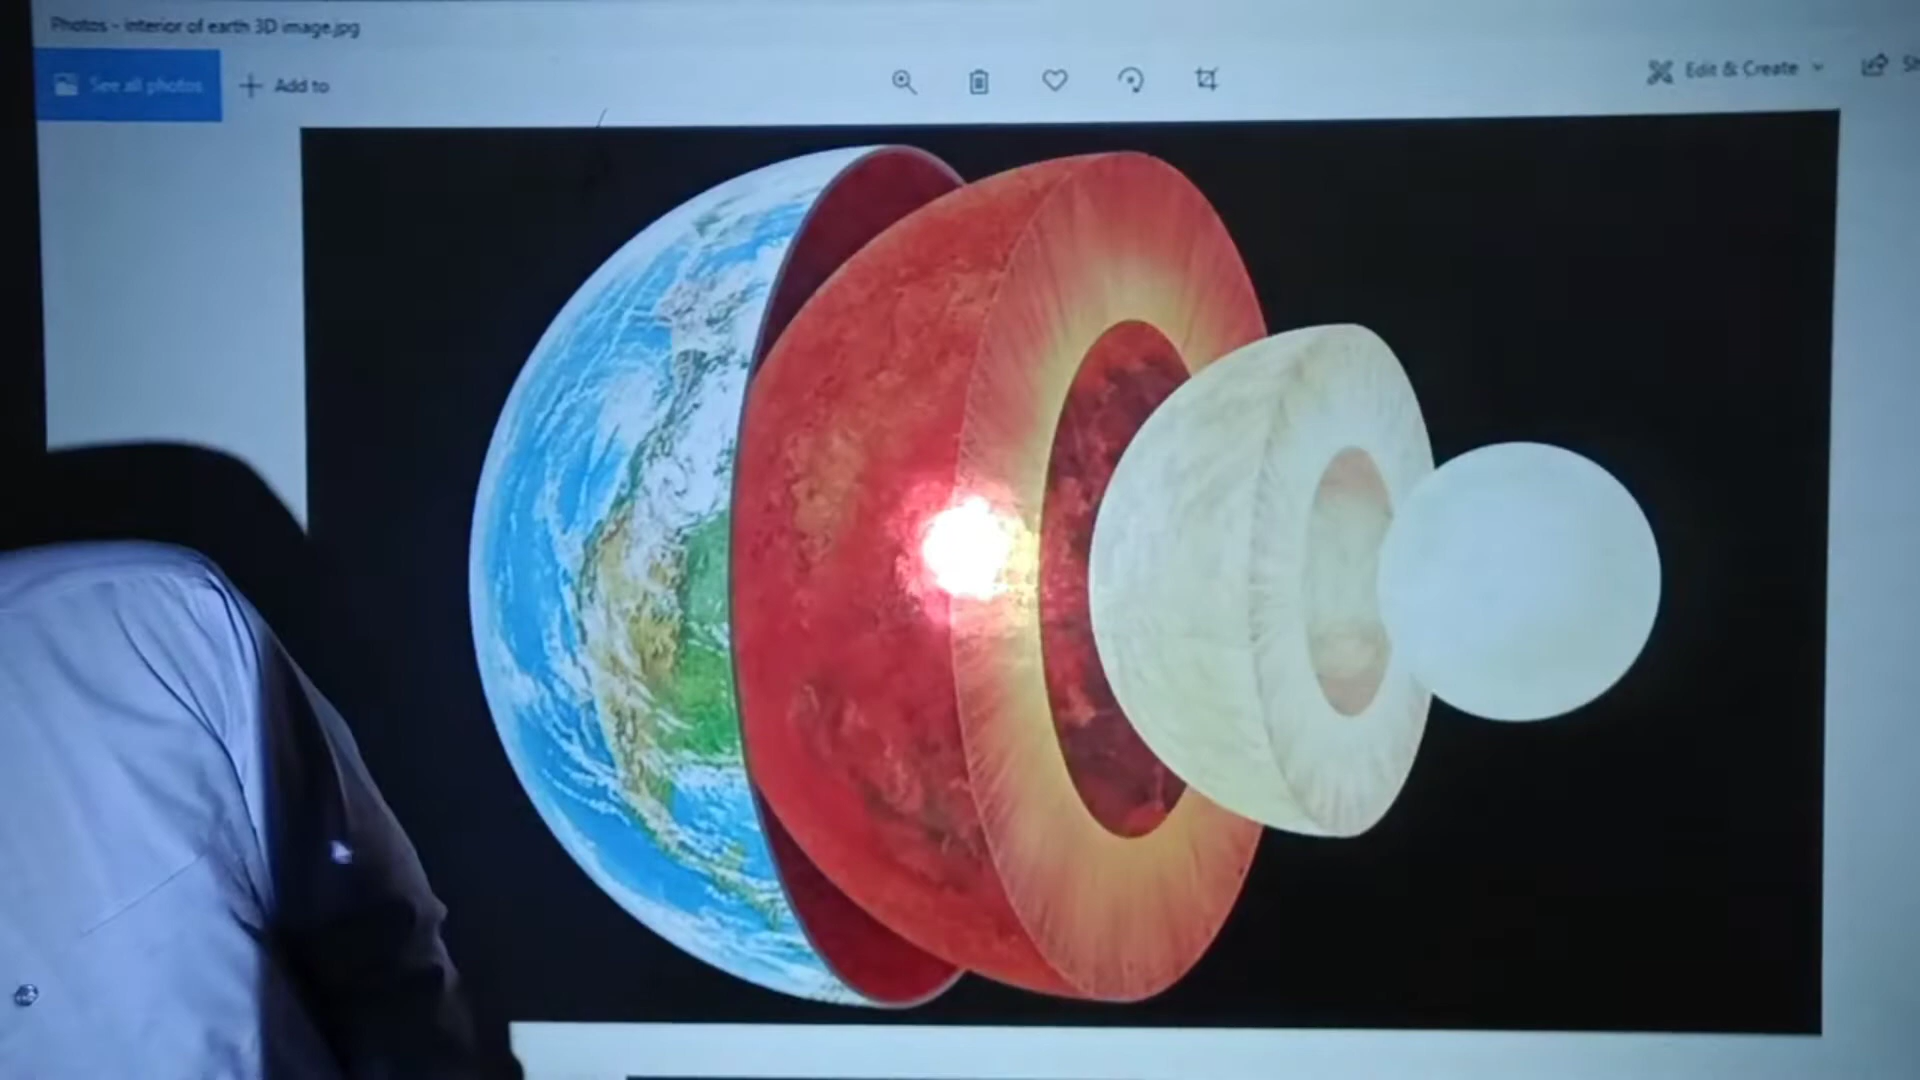 Photos - interior of earth 3D image.jpg
See all photos
Add to
Edit & Create